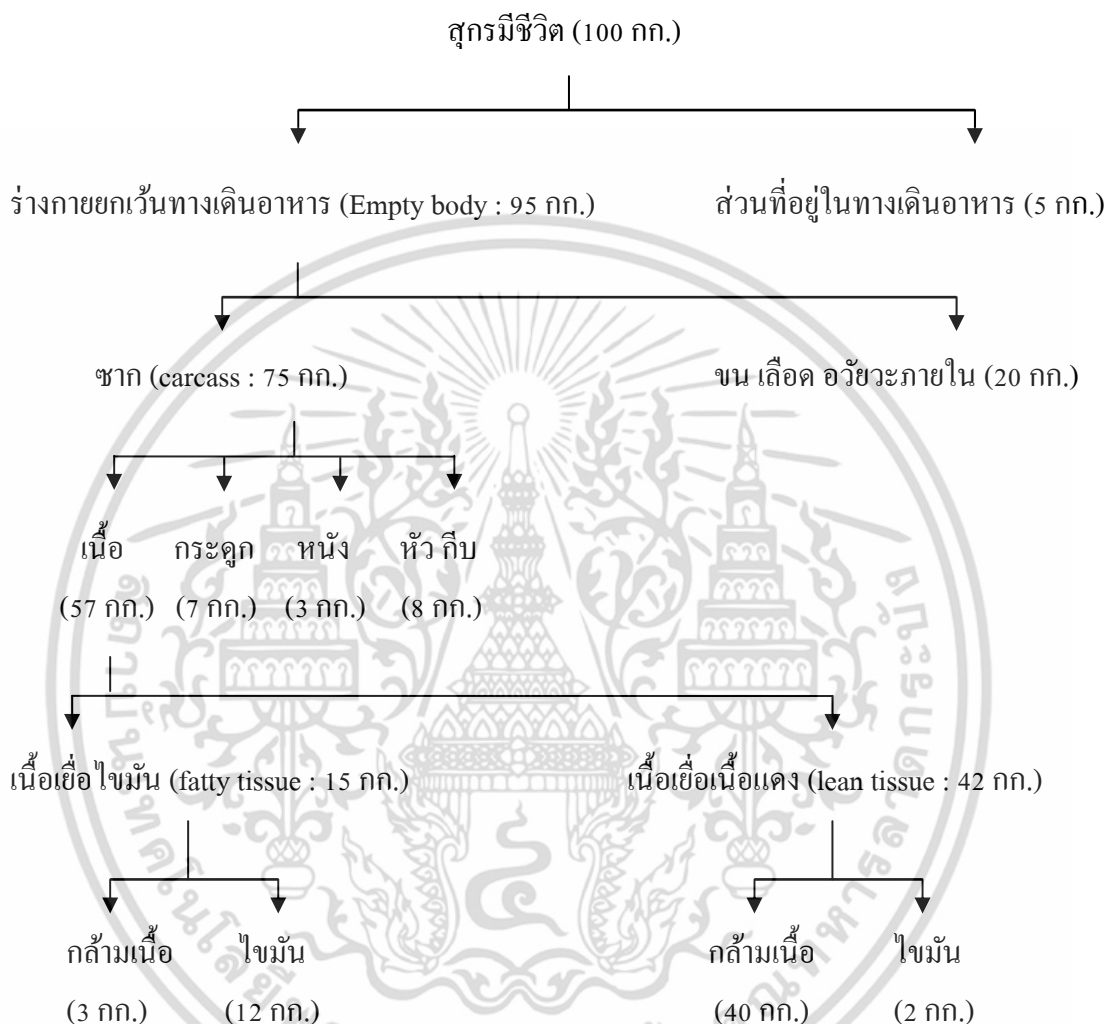 สุกรมีชีวิต (100 กก.)
ร่างกายยกเว้นทางเดินอาหาร (Empty body : 95 กก.) ส่วนที่อยู่ในทางเดินอาหาร (5 กก.)
ซาก (carcass : 75 กก.) ขน เลือด อวัยวะภายใน (20 กก.)
เนื้อ กระดูก หนัง หัว กีบ
(57 กก.) (7 กก.) (3 กก.) (8 กก.)
เนื้อเยื่อไขมัน (fatty tissue : 15 กก.) เนื้อเยื่อเนื้อแดง (lean tissue : 42 กก.)
กล้ามเนื้อ ไขมัน กล้ามเนื้อ ไขมัน
(3 กก.) (12 กก.) (40 กก.) (2 กก.)